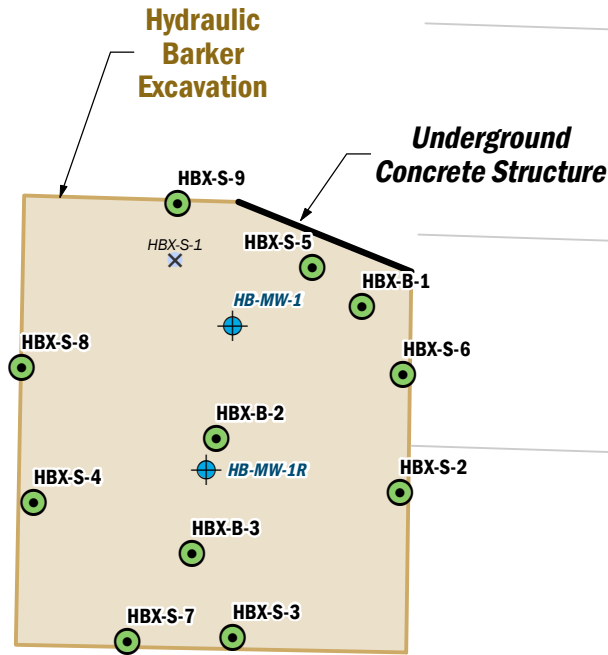 Hydraulic
Barker
Excavation
Underground
Concrete Structure
HBX-S-9
HBX-S-1
HBX-S-5
HBX-B-1
HB-MW-1
HBX-S-8
HBX-S-6
HBX-B-2
HB-MW-1R
HBX-S-4
HBX-S-2
HBX-B-3
HBX-S-7
HBX-S-3